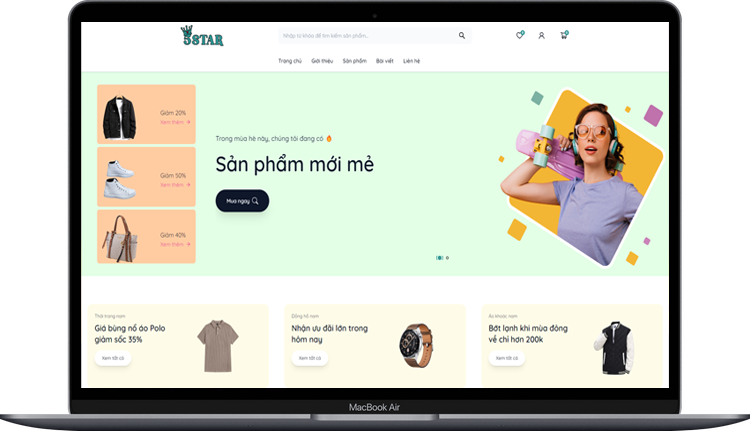 5STAR
Nhập từ khóa để tìm kiếm sản phẩm...
Trang chủ Giới thiệu Sản phẩm Bài viết Liên hệ
Giảm 20%
Xem thêm
Giảm 50%
Xem thêm
Giảm 40%
Xem thêm
Trong mùa hè này, chúng tôi đang có 🔥
Sản phẩm mới mẻ
Mua ngay
Thời trang nam
Giá bùng nổ áo Polo
giảm sốc 35%
Xem tất cả
Đồng hồ nam
Nhận ưu đãi lớn trong
hôm nay
Xem tất cả
Áo khoác nam
Bớt lạnh khi mùa đông
về chỉ hơn 200k
Xem tất cả
MacBook Air